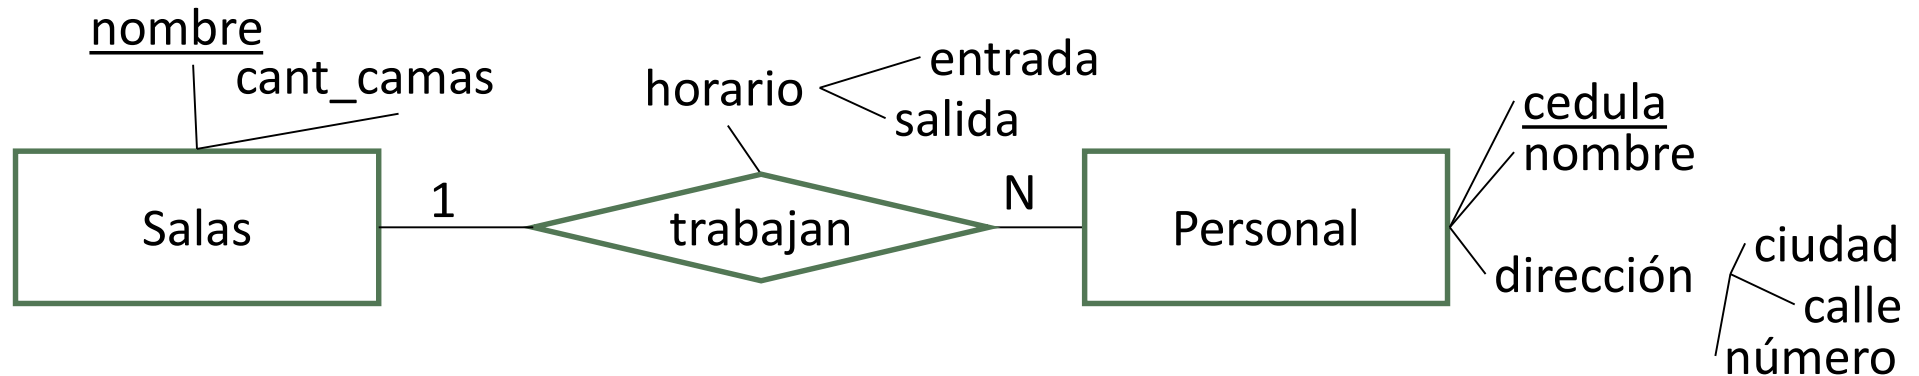 nombre
cant_camas
horario
entrada
salida
cedula
nombre
1
N
Salas
trabajan
Personal
dirección
ciudad
calle
número